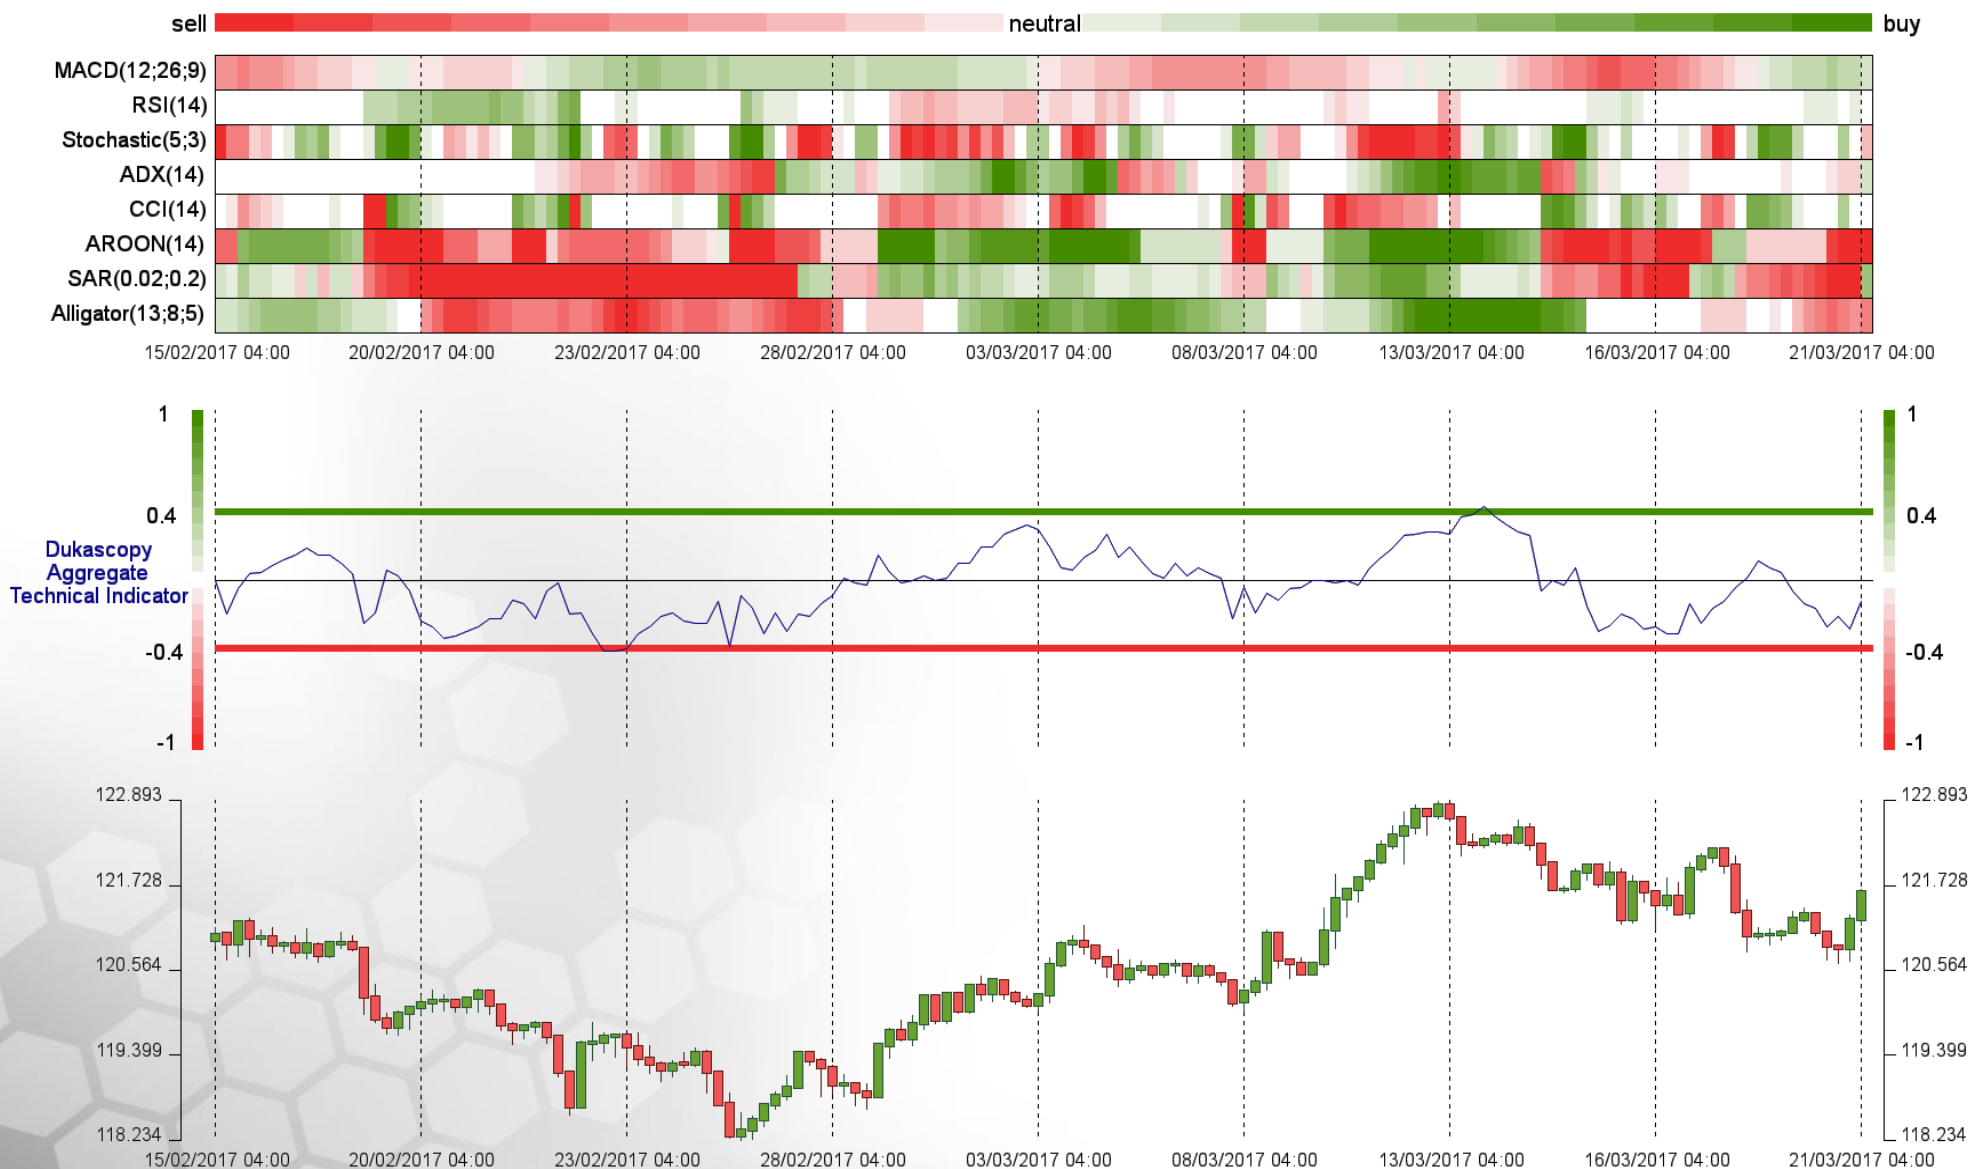 sell neutral buy
MACD(12;26;9)
RSI(14)
Stochastic(5;3)
ADX(14)
CCI(14)
AROON(14)
SAR(0.02;0.2)
Alligator(13;8;5)
15/02/2017 04:00 20/02/2017 04:00 23/02/2017 04:00 28/02/2017 04:00 03/03/2017 04:00 08/03/2017 04:00 13/03/2017 04:00 16/03/2017 04:00 21/03/2017 04:00
1 1
0.4 0.4
Dukascopy
Aggregate
Technical Indicator
-0.4 -0.4
-1 -1
122.893 122.893
121.728 121.728
120.564 120.564
119.399 119.399
118.234 118.234
15/02/2017 04:00 20/02/2017 04:00 23/02/2017 04:00 28/02/2017 04:00 03/03/2017 04:00 08/03/2017 04:00 13/03/2017 04:00 16/03/2017 04:00 21/03/2017 04:00